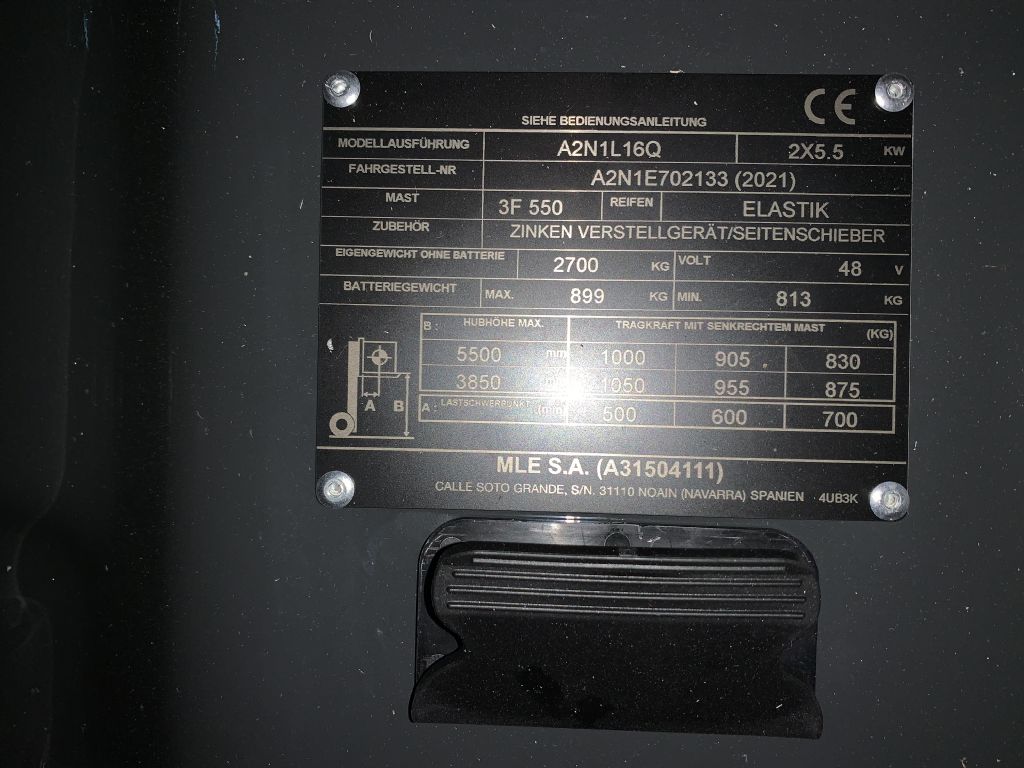 CE
SIEHE BEDIENUNGSANLEITUNG
MODELLAUSFÜHRUNG A2N1L16Q 2X5.5 KW
FAHRGESTELL-NR A2N1E702133 (2021)
MAST 3F 550 REIFEN ELASTIK
ZUBEHÖR ZINKEN VERSTELLGERÄT/SEITENSCHIEBER
EIGENGEWICHT OHNE BATTERIE 2700 KG VOLT 48 V
BATTERIEGEWICHT MAX. 899 KG MIN. 813 KG
B : HUBHÖHE MAX. TRAGKRAFT MIT SENKRECHTEM MAST (KG)
5500 mm 1000 905 830
3850 1050 955 875
A : LASTSCHWERPUNKT (mm) 500 600 700
A B
MLE S.A. (A31504111)
CALLE SOTO GRANDE, S/N. 31110 NOAIN (NAVARRA) SPANIEN 4UB3K